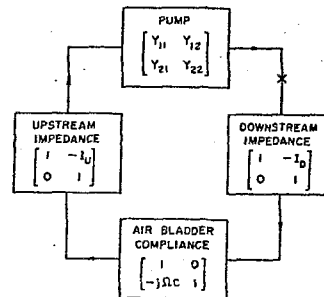 PUMP
Y11 Y12
Y21 Y22
UPSTREAM
IMPEDANCE
1 -IU
0 1
DOWNSTREAM
IMPEDANCE
1 -ID
0 1
AIR BLADDER
COMPLIANCE
1 0
-jΩC 1